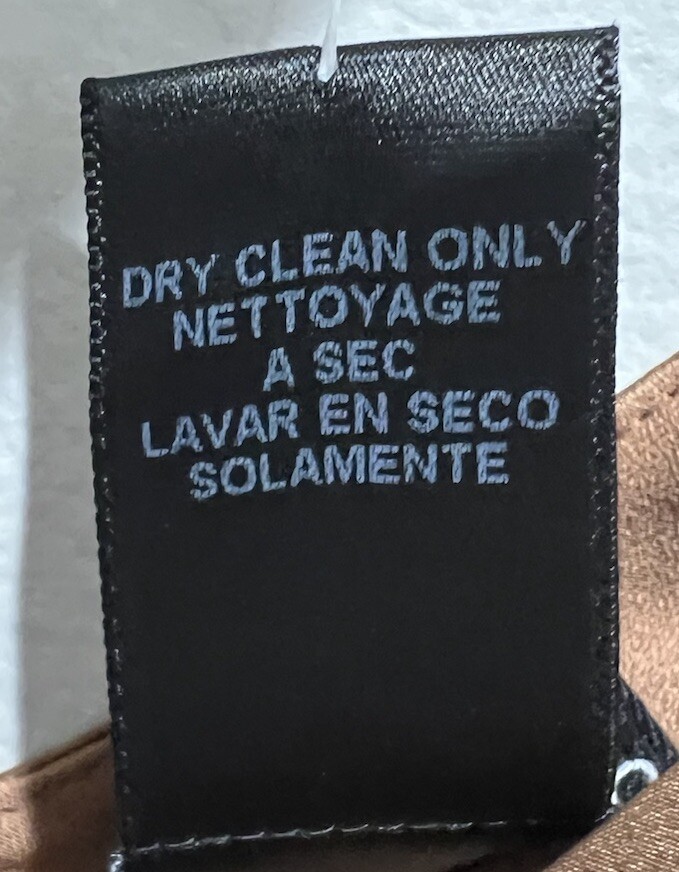 DRY CLEAN ONLY
NETTOYAGE
A SEC
LAVAR EN SECO
SOLAMENTE